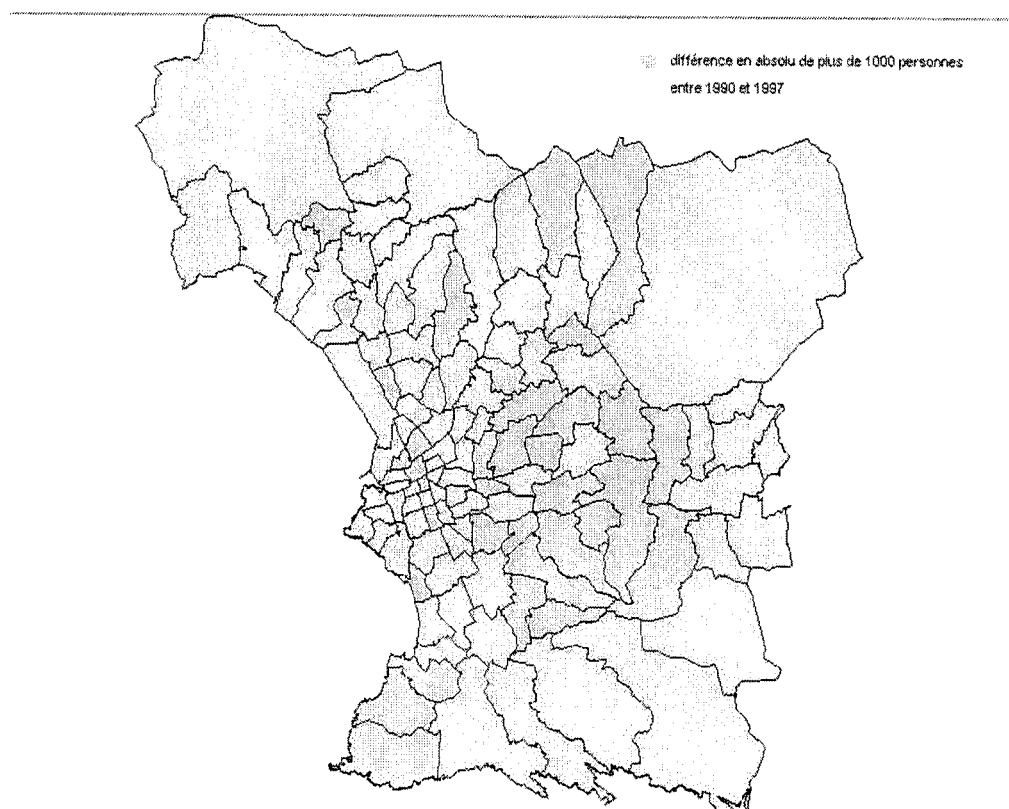 différence en absolu de plus de 1000 personnes
entre 1990 et 1997